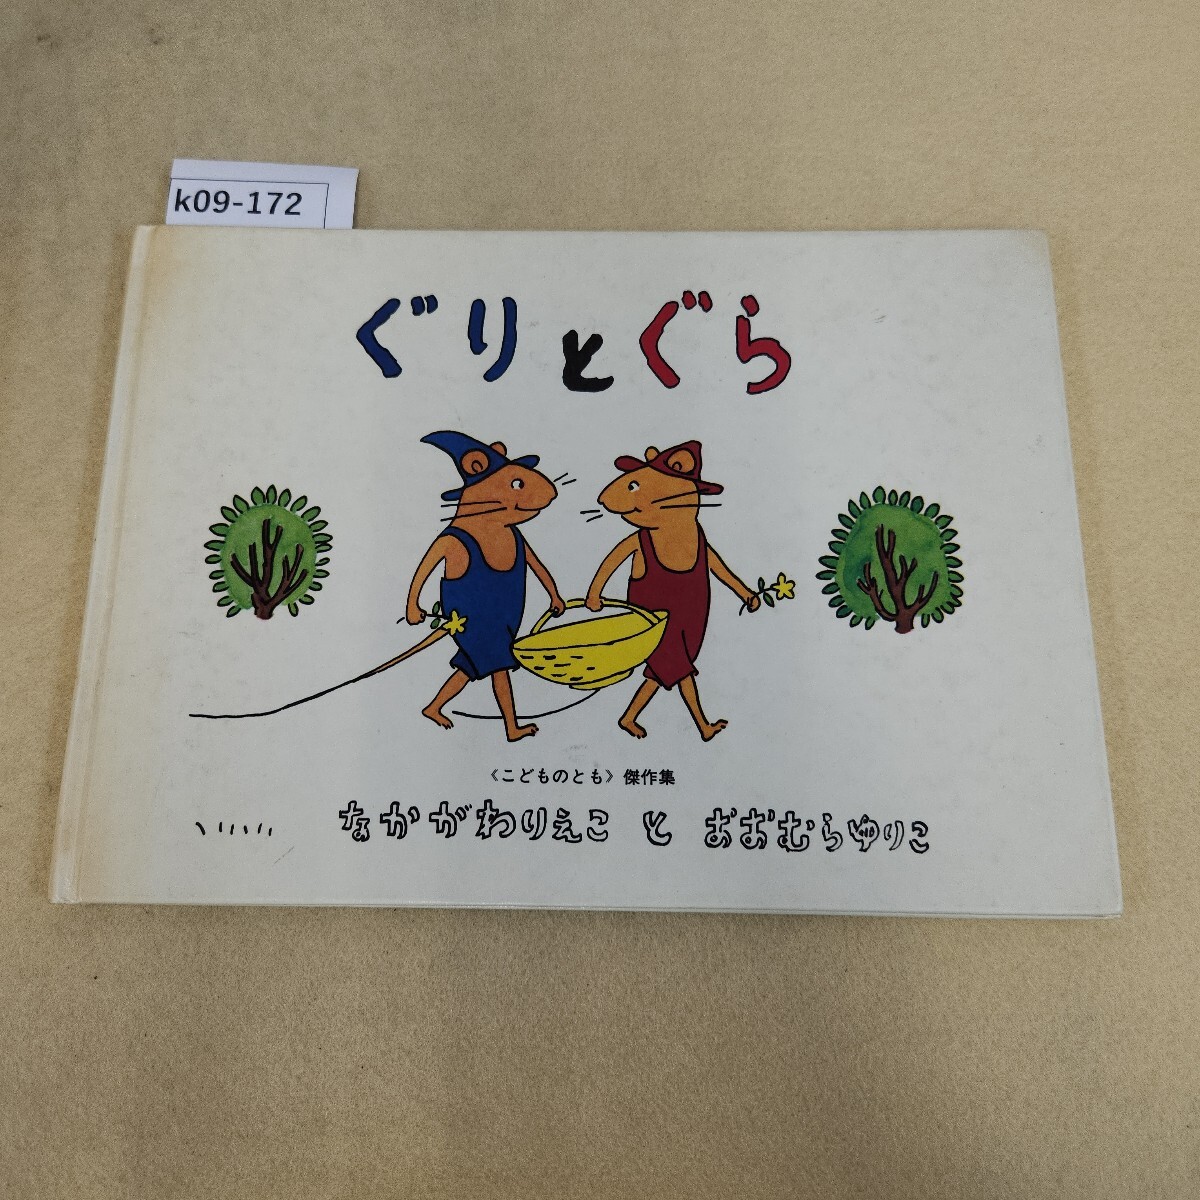 k09-172
ぐりとぐら
《こどものとも》傑作集
なかがわりえこ と おおむらゆりこ